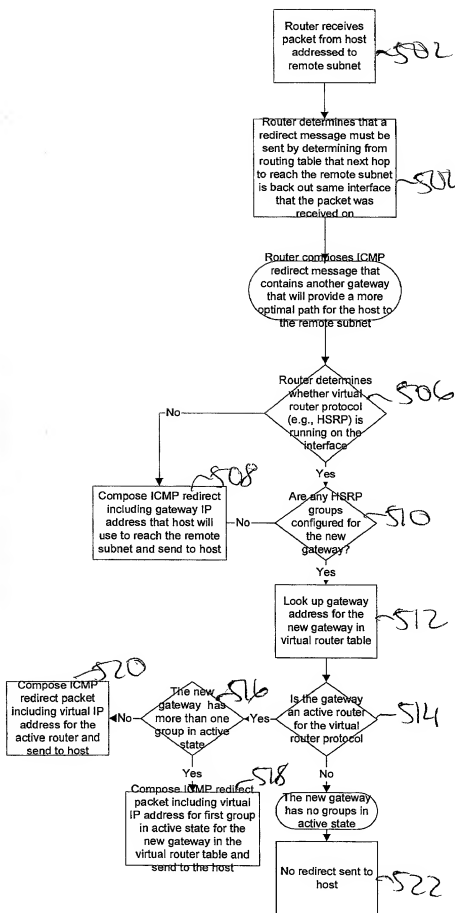 Router receives
packet from host
addressed to
remote subnet
502
Router determines that a
redirect message must be
sent by determining from
routing table that next hop
to reach the remote subnet
is back out same interface
that the packet was
received on
Router composes ICMP
redirect message that
contains another gateway
that will provide a more
optimal path for the host to
the remote subnet
Router determines
whether virtual
router protocol
(e.g., HSRP) is
running on the
interface
506
No
Yes
508
Compose ICMP redirect
including gateway IP
address that host will
use to reach the remote
subnet and send to host
No
Are any HSRP
groups
configured for
the new
gateway?
510
Yes
Look up gateway
address for the
new gateway in
virtual router table
512
520
Compose ICMP
redirect packet
including virtual IP
address for the
active router and
send to host
No
The new
gateway has
more than one
group in active
state
516
Yes
Is the gateway
an active router
for the virtual
router protocol
514
Yes
No
518
Compose ICMP redirect
packet including virtual
IP address for first group
in active state for the
new gateway in the
virtual router table and
send to the host
The new gateway
has no groups in
active state
No redirect sent to
host
522